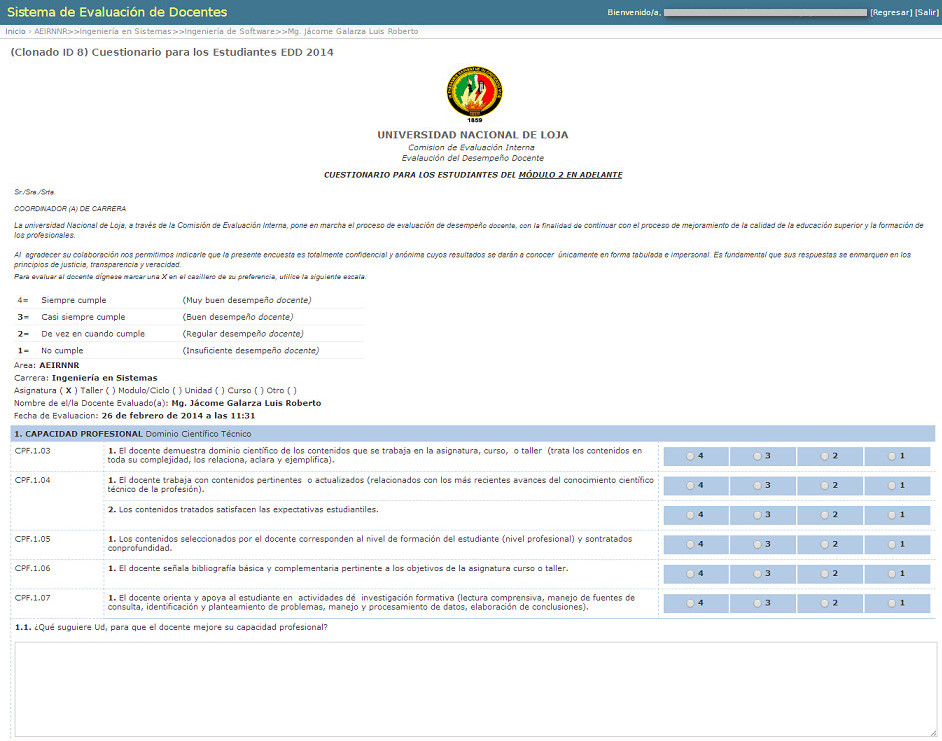 Sistema de Evaluación de Docentes
Bienvenido/a, [Regresar] [Salir]
Inicio › AEIRNNR>>Ingeniería en Sistemas>>Ingeniería de Software>>Mg. Jácome Galarza Luis Roberto
(Clonado ID 8) Cuestionario para los Estudiantes EDD 2014
1859
UNIVERSIDAD NACIONAL DE LOJA
Comision de Evaluación Interna
Evalaución del Desempeño Docente
CUESTIONARIO PARA LOS ESTUDIANTES DEL MÓDULO 2 EN ADELANTE
Sr./Sra./Srta.
COORDINADOR (A) DE CARRERA
La universidad Nacional de Loja, a través de la Comisión de Evaluación Interna, pone en marcha el proceso de evaluación de desempeño docente, con la finalidad de continuar con el proceso de mejoramiento de la calidad de la educación superior y la formación de
los profesionales.
Al agradecer su colaboración nos permitimos indicarle que la presente encuesta es totalmente confidencial y anónima cuyos resultados se darán a conocer únicamente en forma tabulada e impersonal. Es fundamental que sus respuestas se enmarquen en los
principios de justicia, transparencia y veracidad.
Para evaluar al docente dígnese marcar una X en el casillero de su preferencia, utilice la siguiente escala:
4= Siempre cumple (Muy buen desempeño docente)
3= Casi siempre cumple (Buen desempeño docente)
2= De vez en cuando cumple (Regular desempeño docente)
1= No cumple (Insuficiente desempeño docente)
Area: AEIRNNR
Carrera: Ingeniería en Sistemas
Asignatura ( X ) Taller ( ) Modulo/Ciclo ( ) Unidad ( ) Curso ( ) Otro ( )
Nombre de el/la Docente Evaluado(a): Mg. Jácome Galarza Luis Roberto
Fecha de Evaluacion: 26 de febrero de 2014 a las 11:31
1. CAPACIDAD PROFESIONAL Dominio Científico Técnico
CPF.1.03 1. El docente demuestra dominio científico de los contenidos que se trabaja en la asignatura, curso, o taller (trata los contenidos en
toda su complejidad, los relaciona, aclara y ejemplifica).
4 3 2 1
CPF.1.04 1. El docente trabaja con contenidos pertinentes o actualizados (relacionados con los más recientes avances del conocimiento científico
técnico de la profesión).
4 3 2 1
2. Los contenidos tratados satisfacen las expectativas estudiantiles.
4 3 2 1
CPF.1.05 1. Los contenidos seleccionados por el docente corresponden al nivel de formación del estudiante (nivel profesional) y sontratados
conprofundidad.
4 3 2 1
CPF.1.06 1. El docente señala bibliografía básica y complementaria pertinente a los objetivos de la asignatura curso o taller.
4 3 2 1
CPF.1.07 1. El docente orienta y apoya al estudiante en actividades dé investigación formativa (lectura comprensiva, manejo de fuentes de
consulta, identificación y planteamiento de problemas, manejo y procesamiento de datos, elaboración de conclusiones).
4 3 2 1
1.1. ¿Qué suguiere Ud, para que el docente mejore su capacidad profesional?